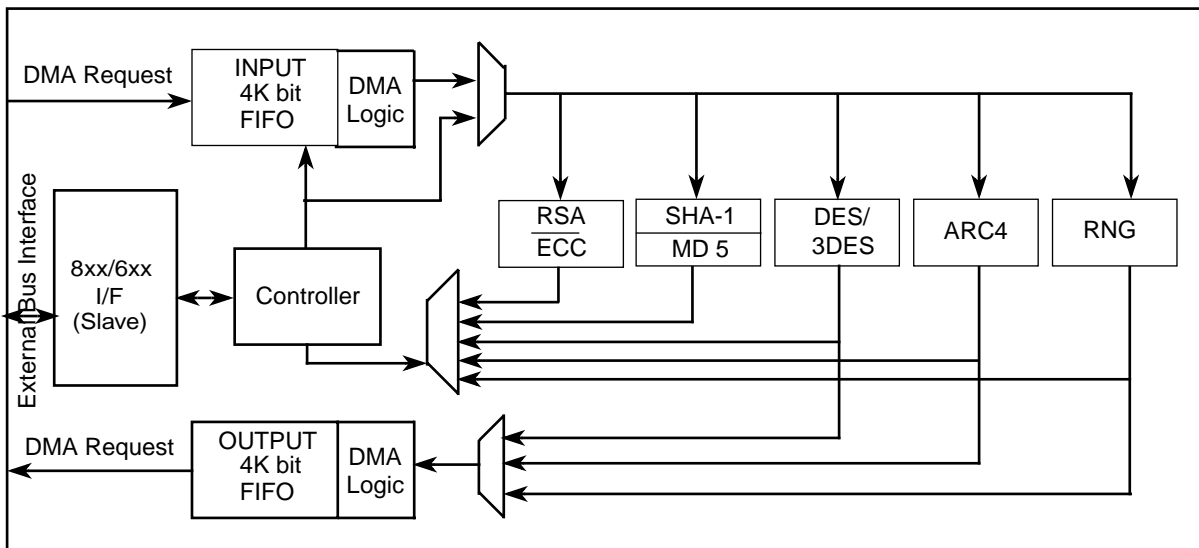 DMA Request
INPUT
4K bit
FIFO
DMA
Logic
External Bus Interface
8xx/6xx
I/F
(Slave)
Controller
RSA
ECC
SHA-1
MD 5
DES/
3DES
ARC4
RNG
DMA Request
OUTPUT
4K bit
FIFO
DMA
Logic